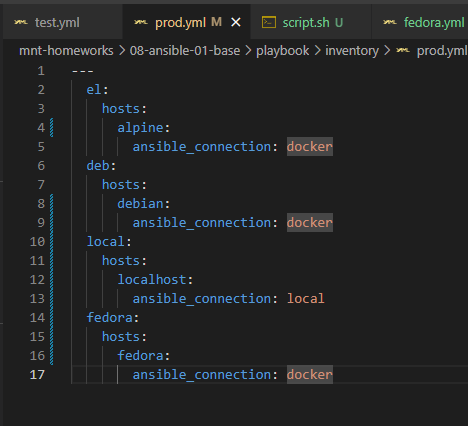 test.yml prod.yml M script.sh U fedora.yml
mnt-homeworks > 08-ansible-01-base > playbook > inventory > prod.yml
1 ---
2 el:
3 hosts:
4 alpine:
5 ansible_connection: docker
6 deb:
7 hosts:
8 debian:
9 ansible_connection: docker
10 local:
11 hosts:
12 localhost:
13 ansible_connection: local
14 fedora:
15 hosts:
16 fedora:
17 ansible_connection: docker